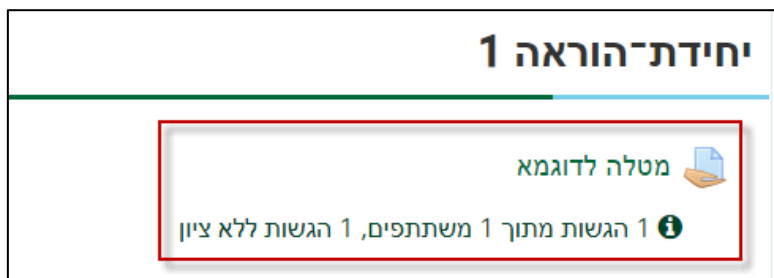 יחידת־הוראה 1
מטלה לדוגמא
1 הגשות מתוך 1 משתתפים, 1 הגשות ללא ציון